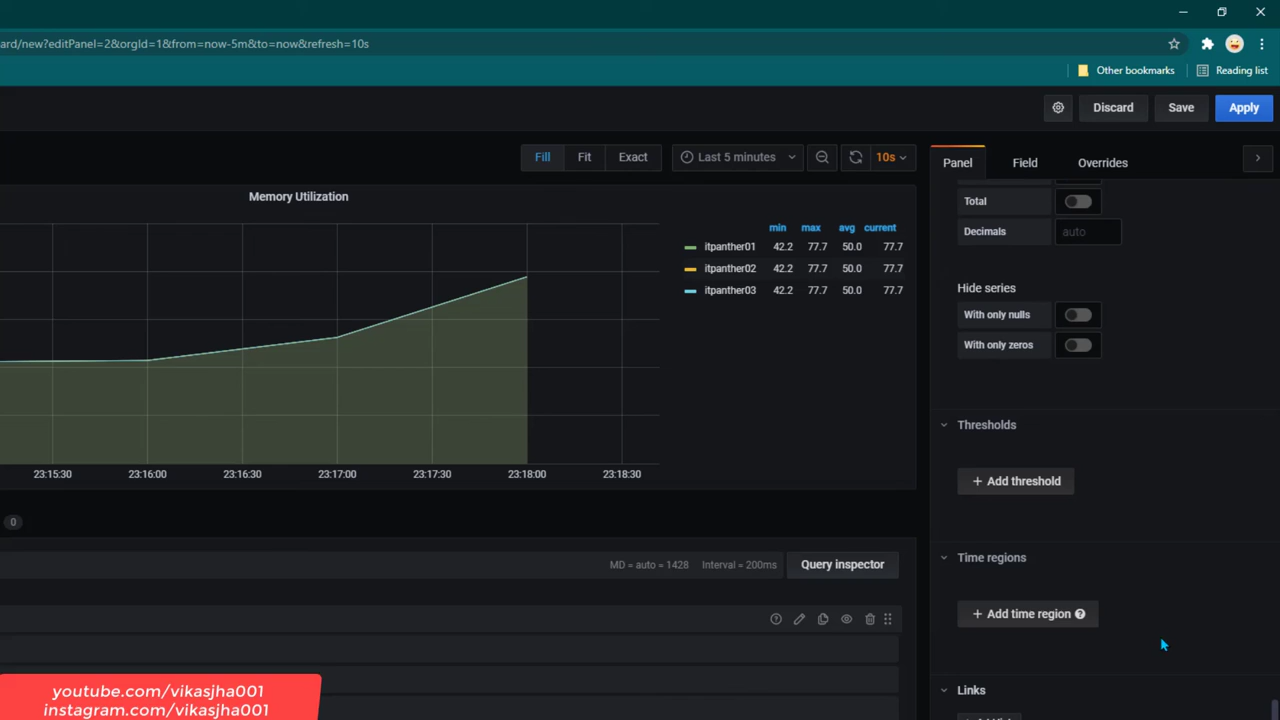 ard/new?editPanel=2&orgId=1&from=now-5m&to=now&refresh=10s
Other bookmarks
Reading list
Discard
Save
Apply
Fill
Fit
Exact
Last 5 minutes
10s
Panel
Field
Overrides
Memory Utilization
Total
Decimals
auto
min max avg current
itpanther01 42.2 77.7 50.0 77.7
itpanther02 42.2 77.7 50.0 77.7
itpanther03 42.2 77.7 50.0 77.7
Hide series
With only nulls
With only zeros
Thresholds
+ Add threshold
23:15:30 23:16:00 23:16:30 23:17:00 23:17:30 23:18:00 23:18:30
0
Time regions
MD = auto = 1428 Interval = 200ms
Query inspector
+ Add time region
Links
youtube.com/vikasjha001
instagram.com/vikasjha001